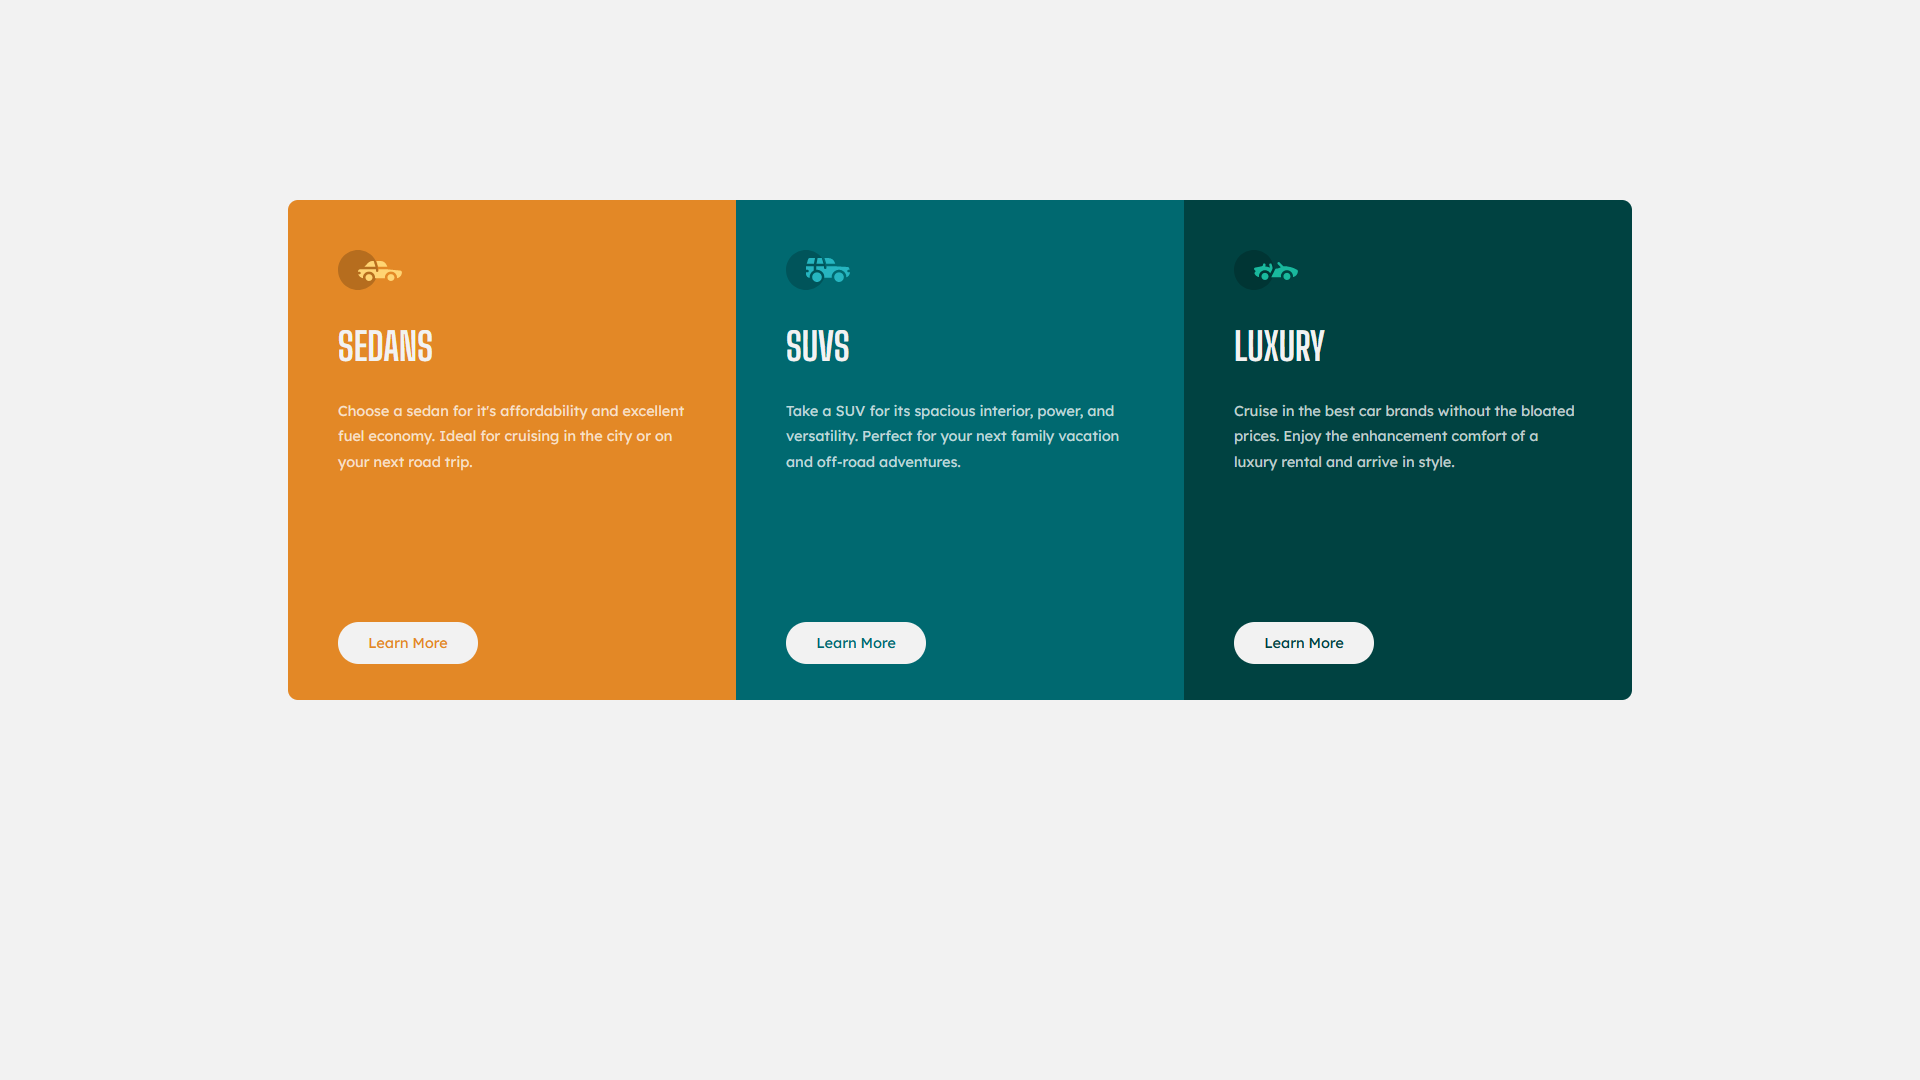 SEDANS
Choose a sedan for it's affordability and excellent
fuel economy. Ideal for cruising in the city or on
your next road trip.
Learn More
SUVS
Take a SUV for its spacious interior, power, and
versatility. Perfect for your next family vacation
and off-road adventures.
Learn More
LUXURY
Cruise in the best car brands without the bloated
prices. Enjoy the enhancement comfort of a
luxury rental and arrive in style.
Learn More